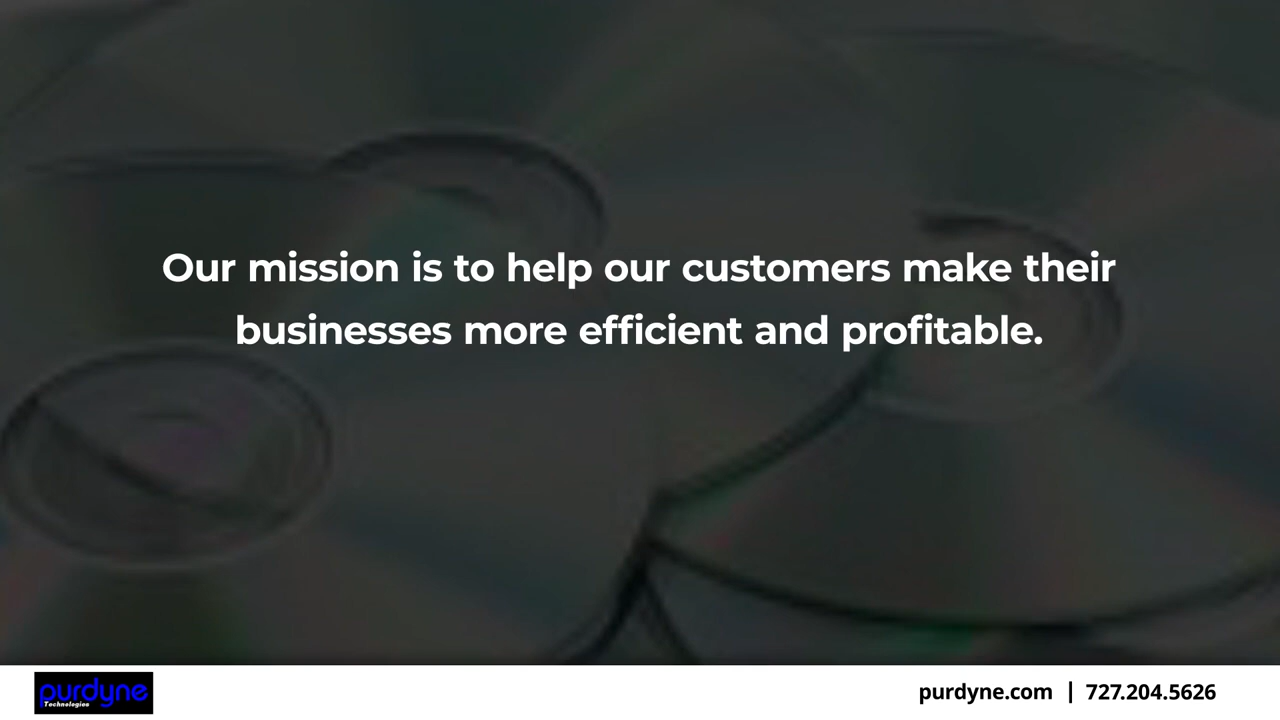 Our mission is to help our customers make their
businesses more efficient and profitable.
purdyne
Technologies
purdyne.com | 727.204.5626